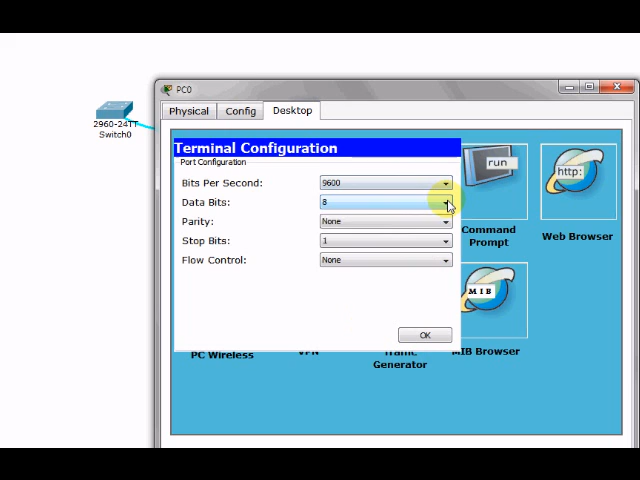 PC0
2960-24TT
Switch0
Physical
Config
Desktop
Terminal Configuration
Port Configuration
Bits Per Second:
9600
Data Bits:
8
Parity:
None
Stop Bits:
1
Flow Control:
None
OK
run
Command
Prompt
http:
Web Browser
MIB
MIB Browser
PC Wireless
VPN
Traffic
Generator